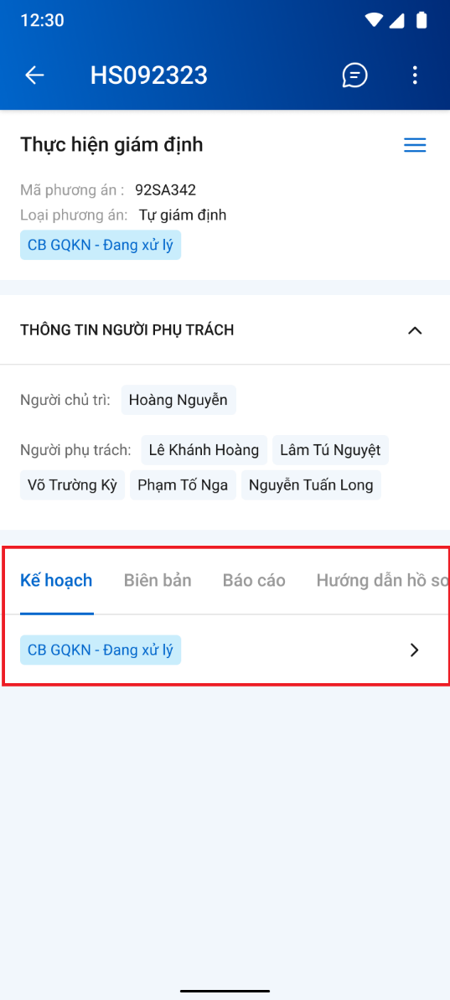 12:30
HS092323
Thực hiện giám định
Mã phương án : 92SA342
Loại phương án: Tự giám định
CB GQKN - Đang xử lý
THÔNG TIN NGƯỜI PHỤ TRÁCH
Người chủ trì: Hoàng Nguyễn
Người phụ trách: Lê Khánh Hoàng Lâm Tú Nguyệt
Võ Trường Kỳ Phạm Tố Nga Nguyễn Tuấn Long
Kế hoạch Biên bản Báo cáo Hướng dẫn hồ sơ
CB GQKN - Đang xử lý